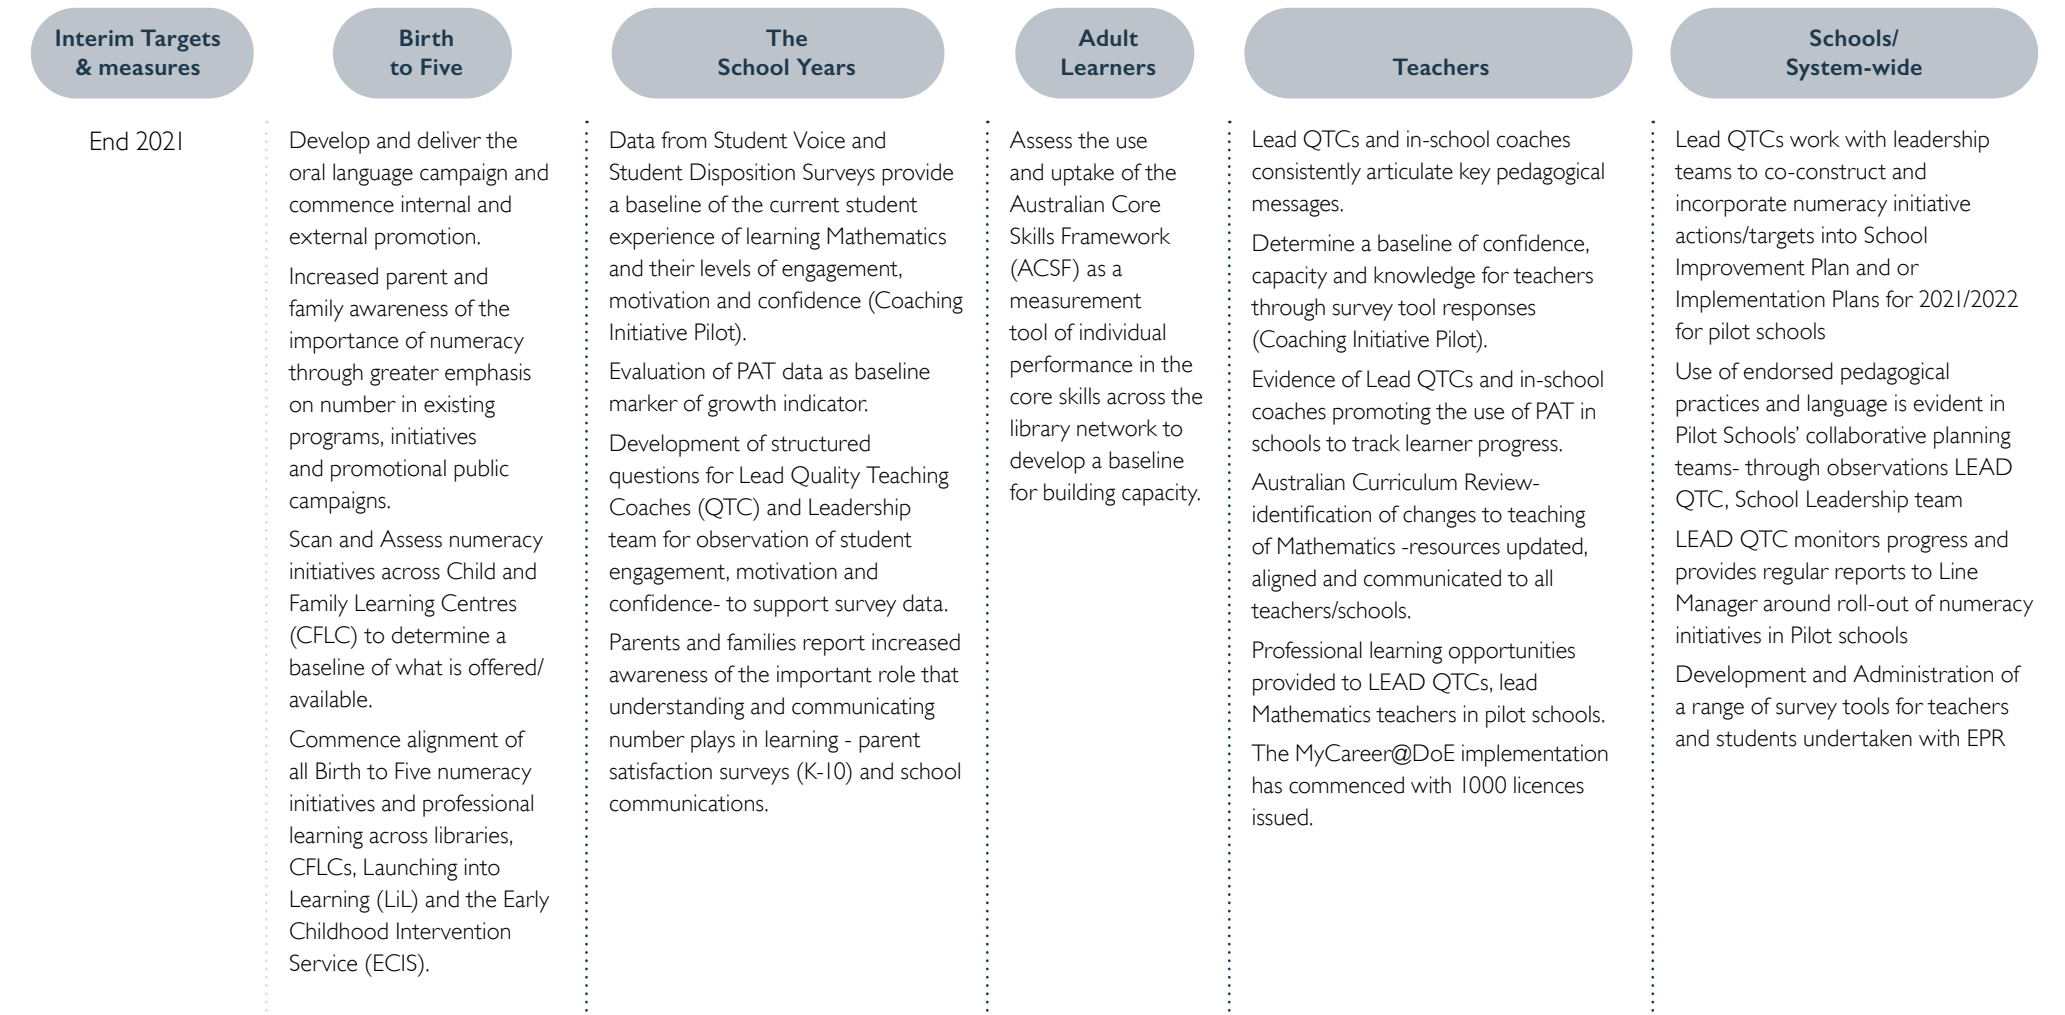 Interim Targets
& measures
Birth
to Five
The
School Years
Adult
Learners
Teachers
Schools/
System-wide
End 2021
Develop and deliver the
oral language campaign and
commence internal and
external promotion.
Increased parent and
family awareness of the
importance of numeracy
through greater emphasis
on number in existing
programs, initiatives
and promotional public
campaigns.
Scan and Assess numeracy
initiatives across Child and
Family Learning Centres
(CFLC) to determine a
baseline of what is offered/
available.
Commence alignment of
all Birth to Five numeracy
initiatives and professional
learning across libraries,
CFLCs, Launching into
Learning (LiL) and the Early
Childhood Intervention
Service (ECIS).
Data from Student Voice and
Student Disposition Surveys provide
a baseline of the current student
experience of learning Mathematics
and their levels of engagement,
motivation and confidence (Coaching
Initiative Pilot).
Evaluation of PAT data as baseline
marker of growth indicator.
Development of structured
questions for Lead Quality Teaching
Coaches (QTC) and Leadership
team for observation of student
engagement, motivation and
confidence- to support survey data.
Parents and families report increased
awareness of the important role that
understanding and communicating
number plays in learning - parent
satisfaction surveys (K-10) and school
communications.
Assess the use
and uptake of the
Australian Core
Skills Framework
(ACSF) as a
measurement
tool of individual
performance in the
core skills across the
library network to
develop a baseline
for building capacity.
Lead QTCs and in-school coaches
consistently articulate key pedagogical
messages.
Determine a baseline of confidence,
capacity and knowledge for teachers
through survey tool responses
(Coaching Initiative Pilot).
Evidence of Lead QTCs and in-school
coaches promoting the use of PAT in
schools to track learner progress.
Australian Curriculum Review-
identification of changes to teaching
of Mathematics -resources updated,
aligned and communicated to all
teachers/schools.
Professional learning opportunities
provided to LEAD QTCs, lead
Mathematics teachers in pilot schools.
The MyCareer@DoE implementation
has commenced with 1000 licences
issued.
Lead QTCs work with leadership
teams to co-construct and
incorporate numeracy initiative
actions/targets into School
Improvement Plan and or
Implementation Plans for 2021/2022
for pilot schools
Use of endorsed pedagogical
practices and language is evident in
Pilot Schools’ collaborative planning
teams- through observations LEAD
QTC, School Leadership team
LEAD QTC monitors progress and
provides regular reports to Line
Manager around roll-out of numeracy
initiatives in Pilot schools
Development and Administration of
a range of survey tools for teachers
and students undertaken with EPR